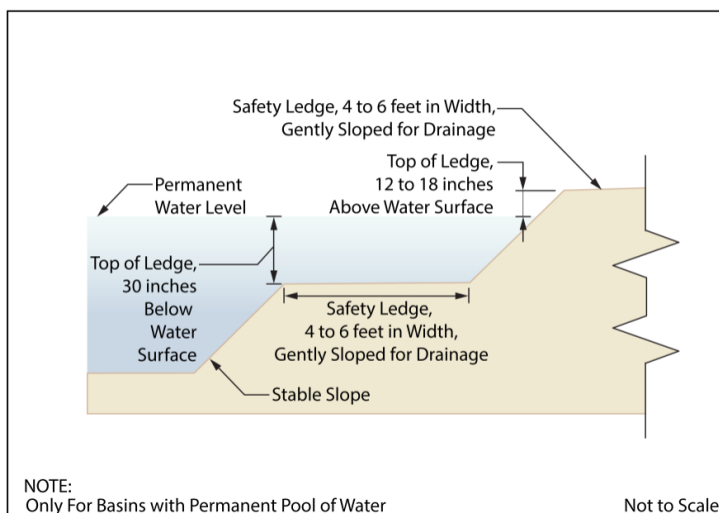 Safety Ledge, 4 to 6 feet in Width,
Gently Sloped for Drainage
Top of Ledge,
12 to 18 inches
Above Water Surface
Permanent
Water Level
Top of Ledge,
30 inches
Below
Water
Surface
Safety Ledge,
4 to 6 feet in Width,
Gently Sloped for Drainage
Stable Slope
NOTE:
Only For Basins with Permanent Pool of Water
Not to Scale